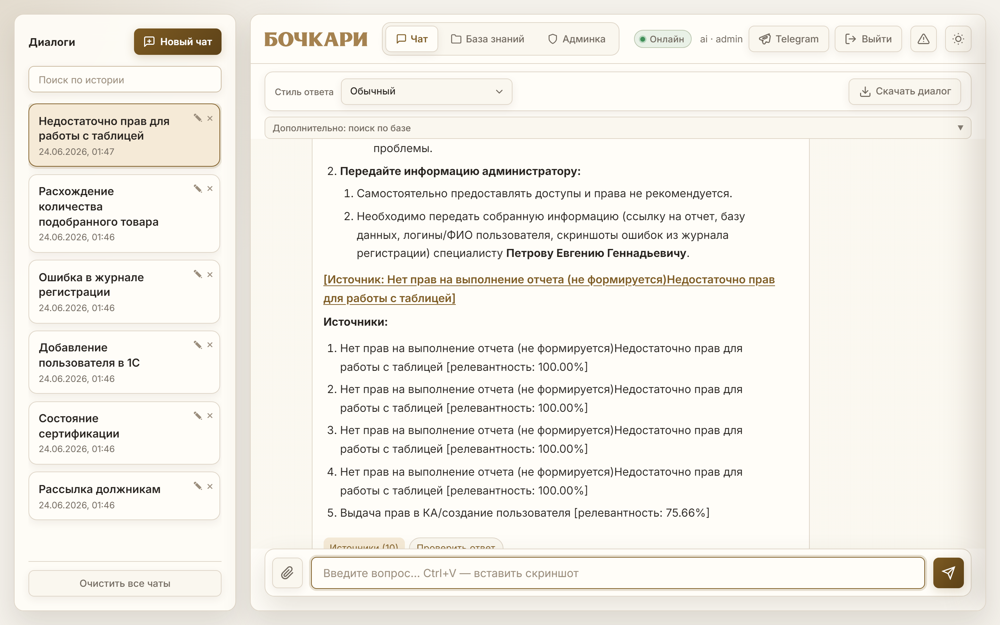 Диалоги
Новый чат
Поиск по истории
Недостаточно прав для
работы с таблицей
24.06.2026, 01:47
Расхождение
количества
подобранного товара
24.06.2026, 01:46
Ошибка в журнале
регистрации
24.06.2026, 01:46
Добавление
пользователя в 1С
24.06.2026, 01:46
Состояние
сертификации
24.06.2026, 01:46
Рассылка должникам
24.06.2026, 01:46
Очистить все чаты
БОЧКАРИ
Чат
База знаний
Админка
Онлайн
ai · admin
Telegram
Выйти
Стиль ответа
Обычный
Скачать диалог
Дополнительно: поиск по базе
проблемы.
2. Передайте информацию администратору:
1. Самостоятельно предоставлять доступы и права не рекомендуется.
2. Необходимо передать собранную информацию (ссылку на отчет, базу
данных, логины/ФИО пользователя, скриншоты ошибок из журнала
регистрации) специалисту Петрову Евгению Геннадьевичу.
[Источник: Нет прав на выполнение отчета (не формируется)Недостаточно прав
для работы с таблицей]
Источники:
1. Нет прав на выполнение отчета (не формируется)Недостаточно прав для
работы с таблицей [релевантность: 100.00%]
2. Нет прав на выполнение отчета (не формируется)Недостаточно прав для
работы с таблицей [релевантность: 100.00%]
3. Нет прав на выполнение отчета (не формируется)Недостаточно прав для
работы с таблицей [релевантность: 100.00%]
4. Нет прав на выполнение отчета (не формируется)Недостаточно прав для
работы с таблицей [релевантность: 100.00%]
5. Выдача прав в КА/создание пользователя [релевантность: 75.66%]
Источники (10)
Проверить ответ
Введите вопрос... Ctrl+V — вставить скриншот